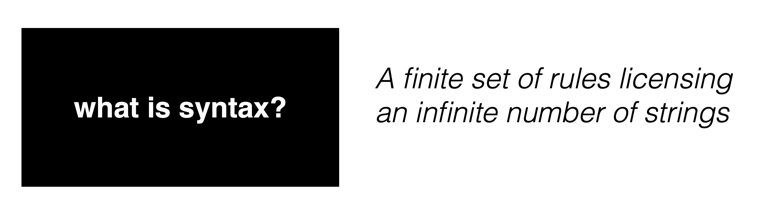 what is syntax?
A finite set of rules licensing
an infinite number of strings